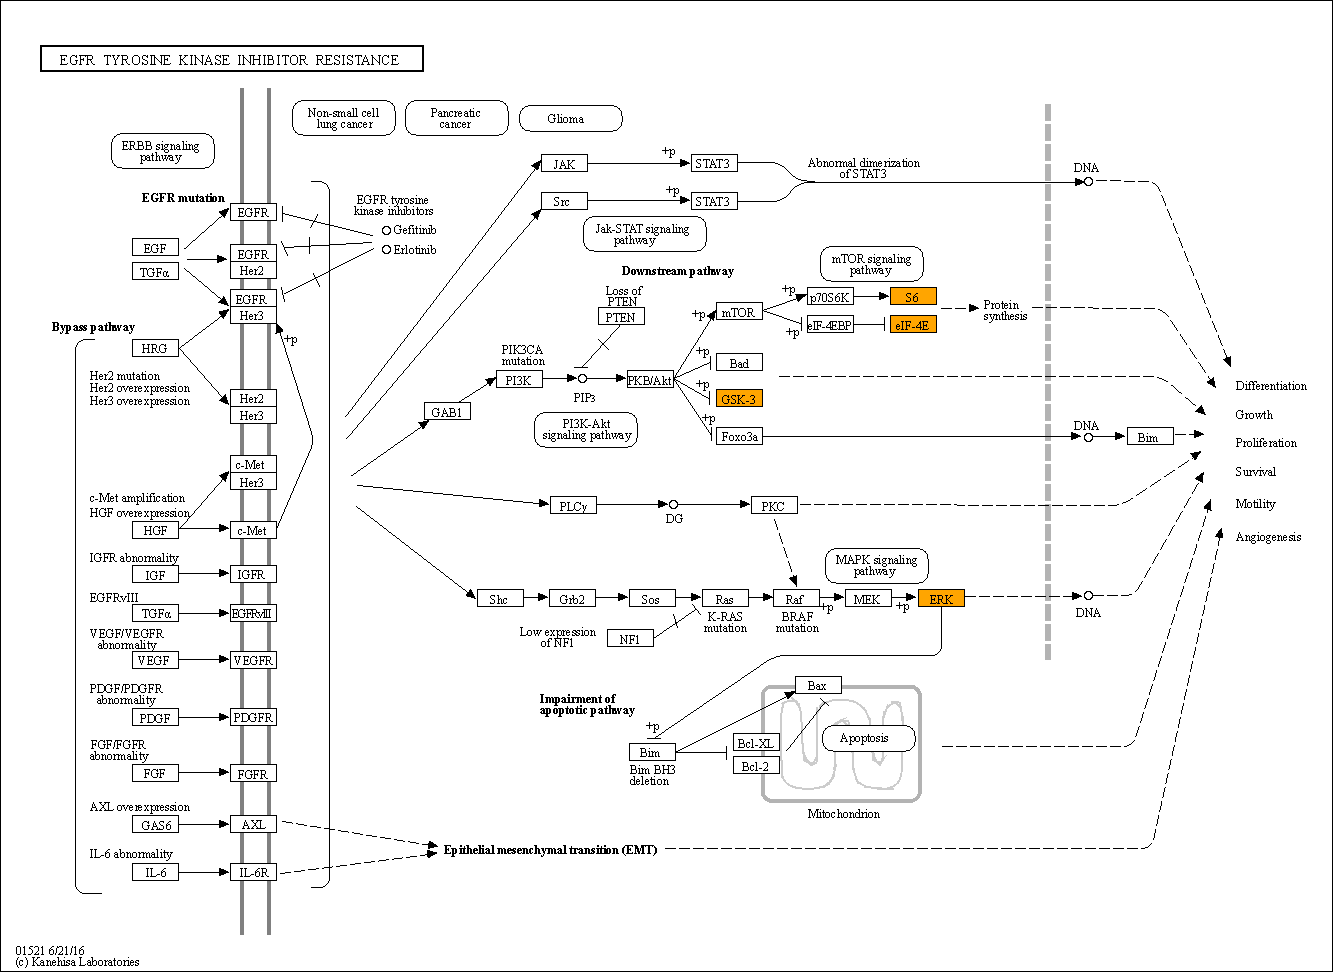 EGFR TYROSINE KINASE INHIBITOR RESISTANCE
Non-small cell
lung cancer
Pancreatic
cancer
Glioma
ERBB signaling
pathway
EGFR mutation
EGFR
EGF
TGFα
EGFR
Her2
EGFR
Her3
EGFR tyrosine
kinase inhibitors
Gefitinib
Erlotinib
JAK
+p
STAT3
Src
+p
STAT3
Abnormal dimerization
of STAT3
DNA
Jak-STAT signaling
pathway
Downstream pathway
mTOR signaling
pathway
Loss of
PTEN
PTEN
+p
mTOR
+p
p70S6K
S6
+p
eIF-4EBP
eIF-4E
Protein
synthesis
Bypass pathway
HRG
+p
Her2 mutation
Her2 overexpression
Her3 overexpression
Her2
Her3
PIK3CA
mutation
PI3K
PIP3
PKB/Akt
+p
Bad
+p
GSK-3
+p
Foxo3a
GAB1
PI3K-Akt
signaling pathway
DNA
Bim
Differentiation
Growth
Proliferation
Survival
Motility
Angiogenesis
c-Met
Her3
c-Met amplification
HGF overexpression
HGF
c-Met
PLCγ
DG
PKC
IGFR abnormality
IGF
IGFR
MAPK signaling
pathway
EGFRvIII
TGFα
EGFRvIII
Shc
Grb2
Sos
Ras
Raf
+p
MEK
+p
ERK
DNA
K-RAS
mutation
BRAF
mutation
Low expression
of NF1
NF1
VEGF/VEGFR
abnormality
VEGF
VEGFR
PDGF/PDGFR
abnormality
PDGF
PDGFR
Impairment of
apoptotic pathway
+p
Bim
Bim BH3
deletion
Bax
Bcl-XL
Bcl-2
Apoptosis
Mitochondrion
FGF/FGFR
abnormality
FGF
FGFR
AXL overexpression
GAS6
AXL
Epithelial mesenchymal transition (EMT)
IL-6 abnormality
IL-6
IL-6R
01521 6/21/16
(c) Kanehisa Laboratories